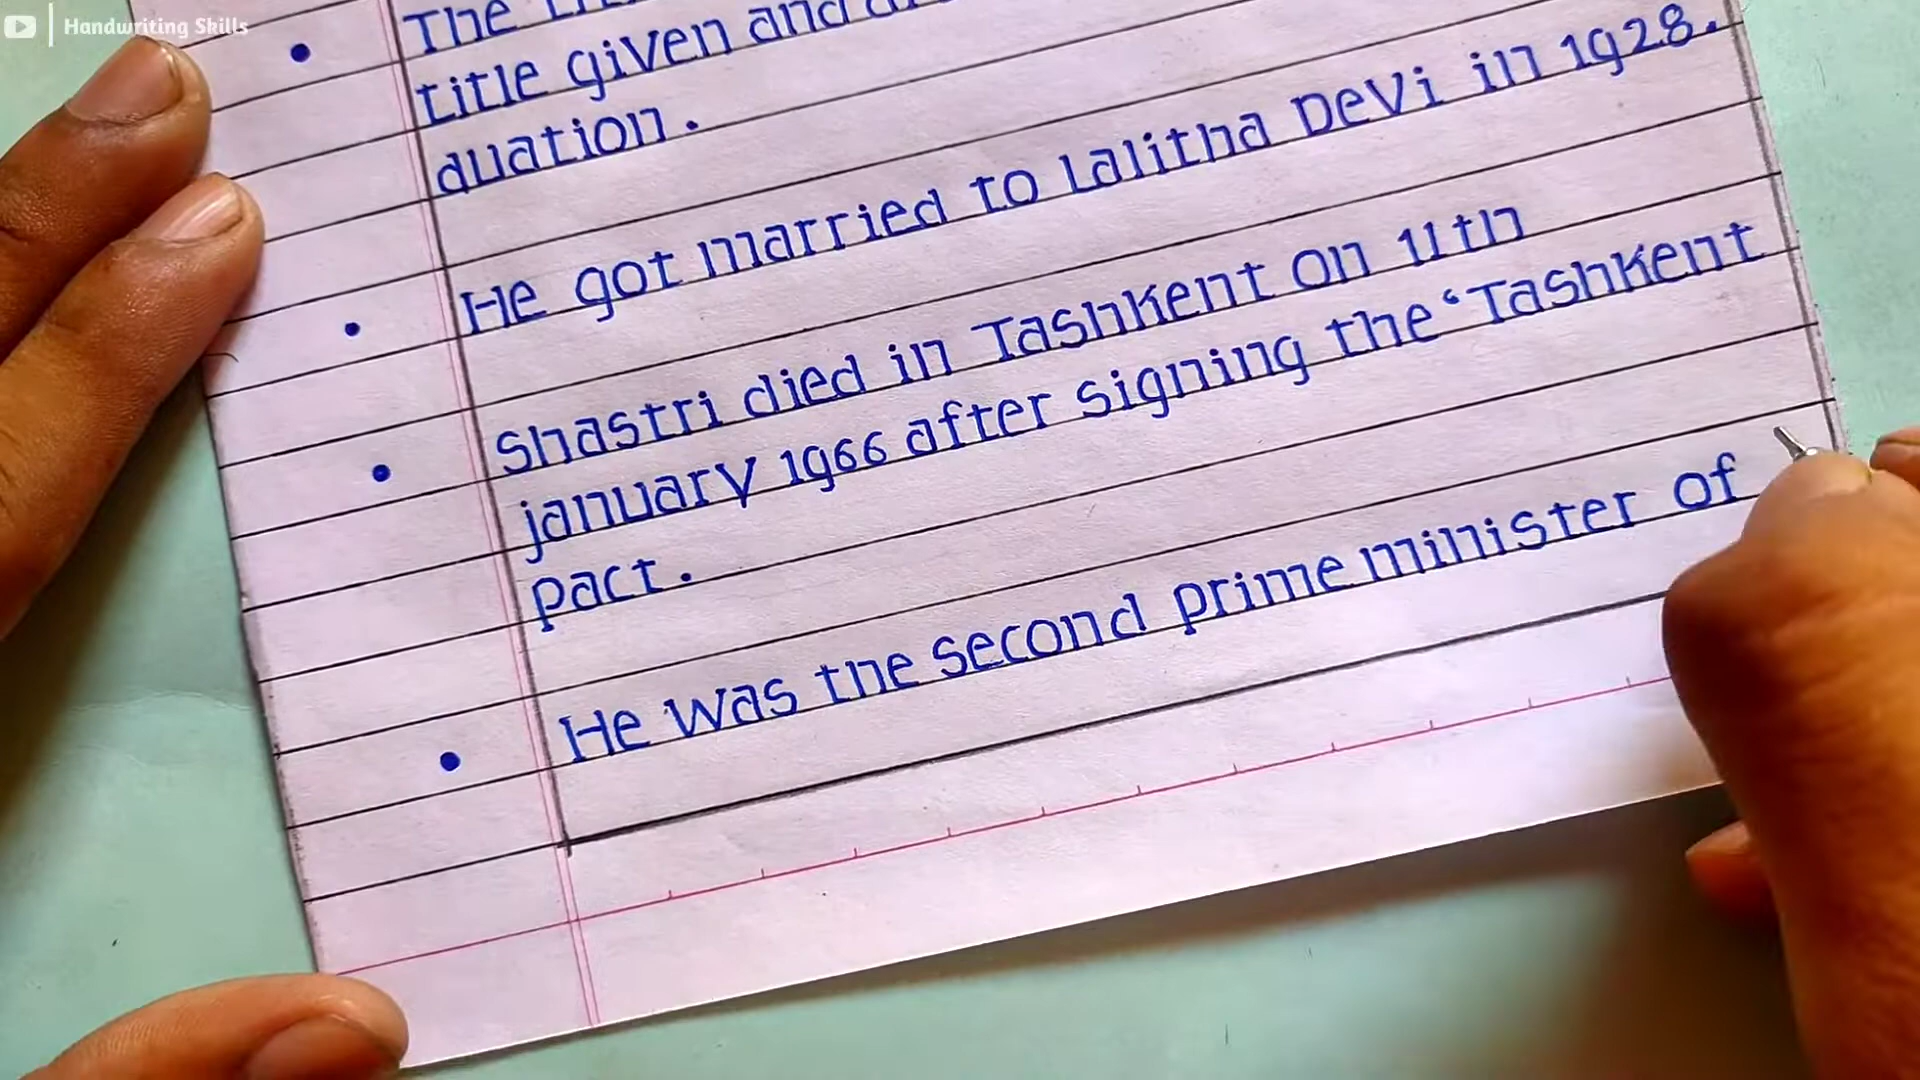 Handwriting Skills
The
title given and
duation.
• He got married to Lalitha Devi in 1928.
• Shastri died in Tashkent on 11th
january 1966 after signing the ‘Tashkent
pact.
• He was the second prime minister of